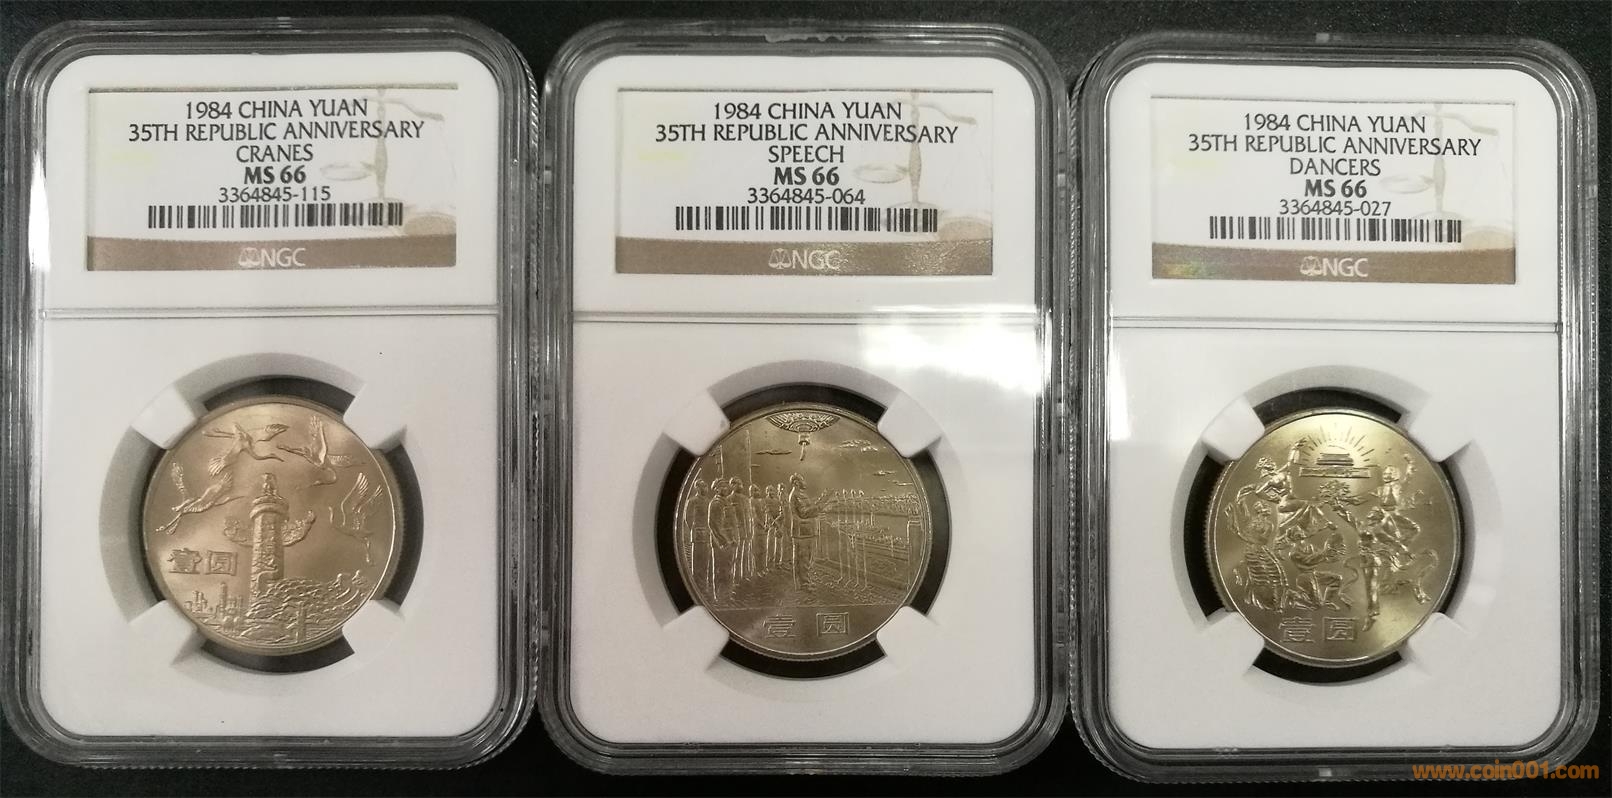 1984 CHINA YUAN
35TH REPUBLIC ANNIVERSARY
CRANES
MS 66
3364845-115
NGC
壹圆
1984 CHINA YUAN
35TH REPUBLIC ANNIVERSARY
SPEECH
MS 66
3364845-064
NGC
壹圆
1984 CHINA YUAN
35TH REPUBLIC ANNIVERSARY
DANCERS
MS 66
3364845-027
NGC
壹圆
www.coin001.com